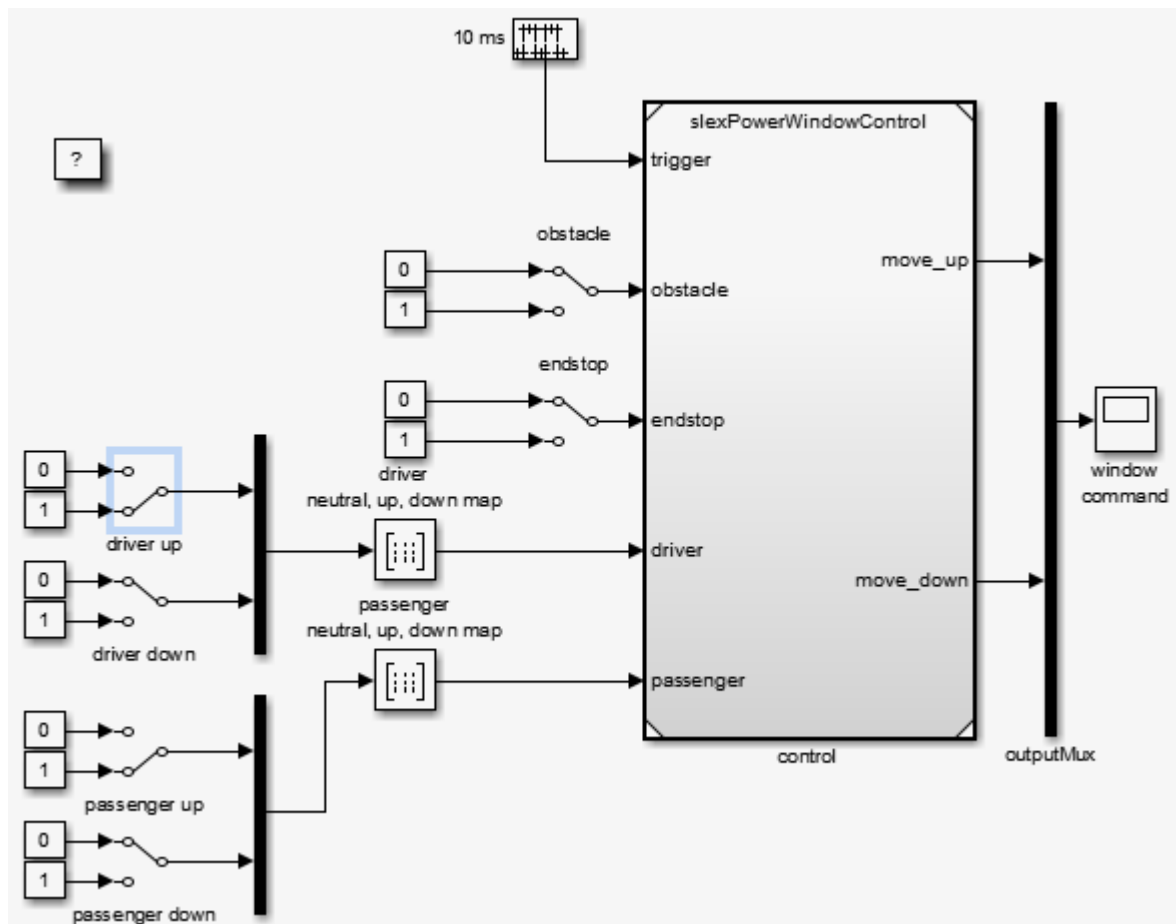 10 ms
slexPowerWindowControl
?
trigger
obstacle
0
move_up
obstacle
1
endstop
0
endstop
1
driver
neutral, up, down map
0
1
driver up
driver
0
move_down
1
passenger
neutral, up, down map
driver down
passenger
0
1
passenger up
0
1
passenger down
control
outputMux
window
command